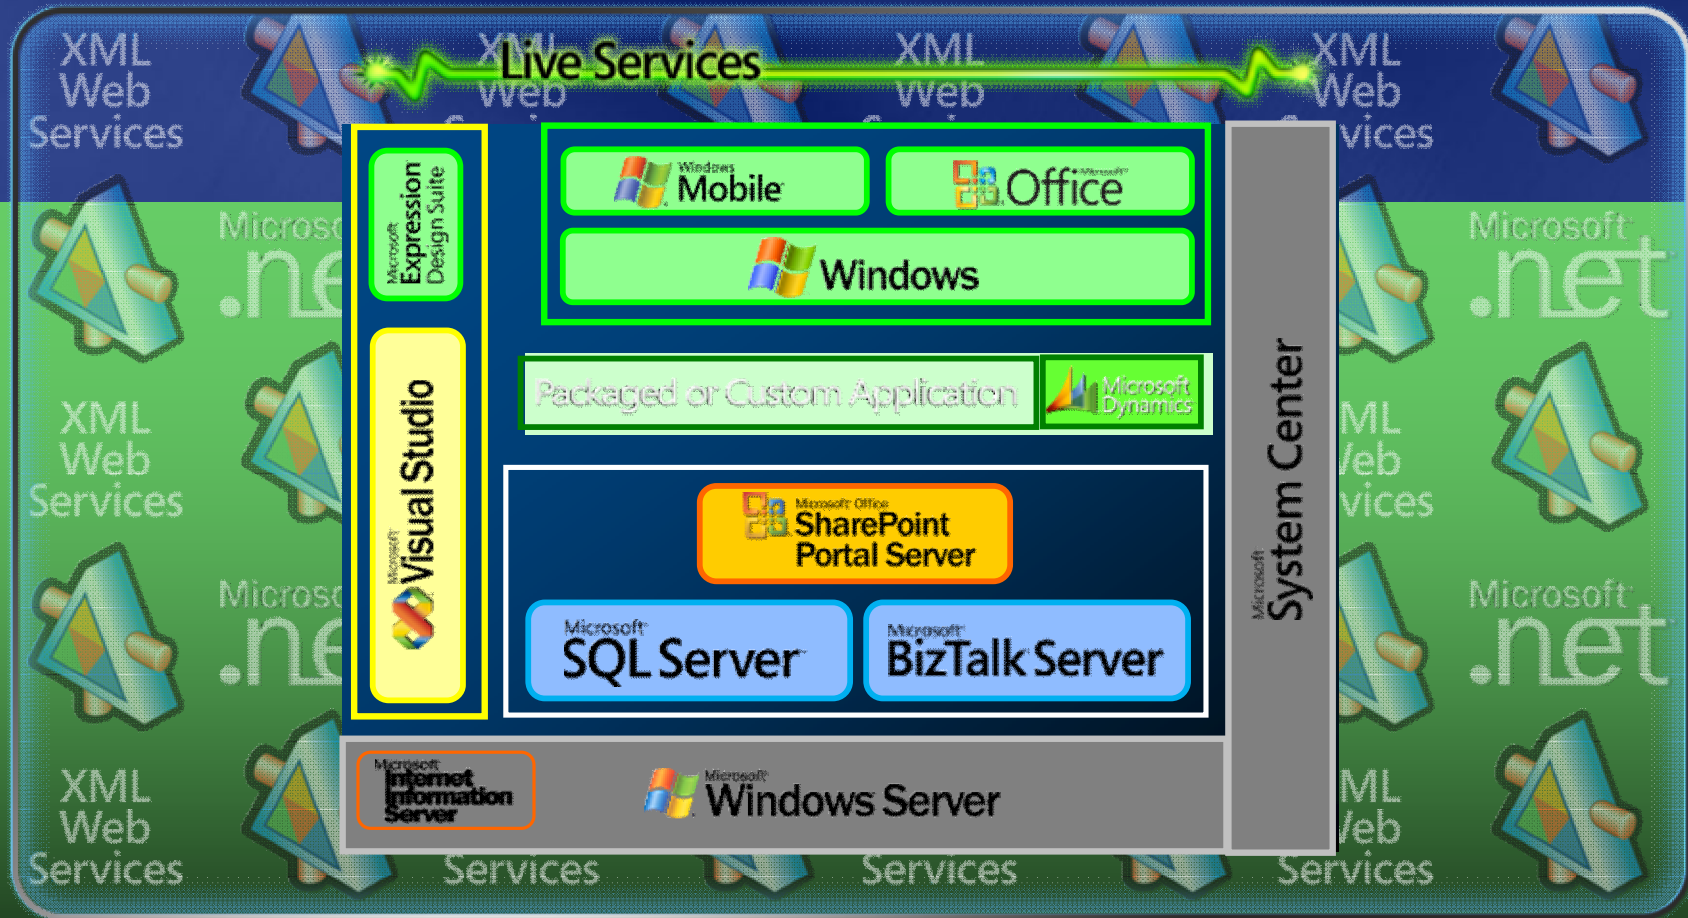 Live Services
XML
Web
Services
XML
Web
XML
Web
XML
Web
vices
Microsoft
Expression
Design Suite
Windows
Mobile
Microsoft
Office
Windows
Microsoft
.net
Microsoft
.net
Packaged or Custom Application
Microsoft
Dynamics
Microsoft
Visual Studio
Microsoft
System Center
XML
Web
Services
ML
eb
vices
Microsoft Office
SharePoint
Portal Server
Microsoft
SQL Server
Microsoft
BizTalk Server
Microsoft
.net
Microsoft
.net
Microsoft
Internet
Information
Server
Microsoft
Windows Server
XML
Web
Services
Services
Services
ML
eb
Services